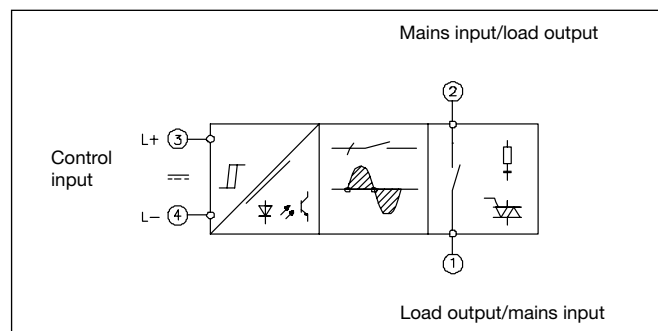 Mains input/load output
2
L+ 3
Control
input
L− 4
1
Load output/mains input